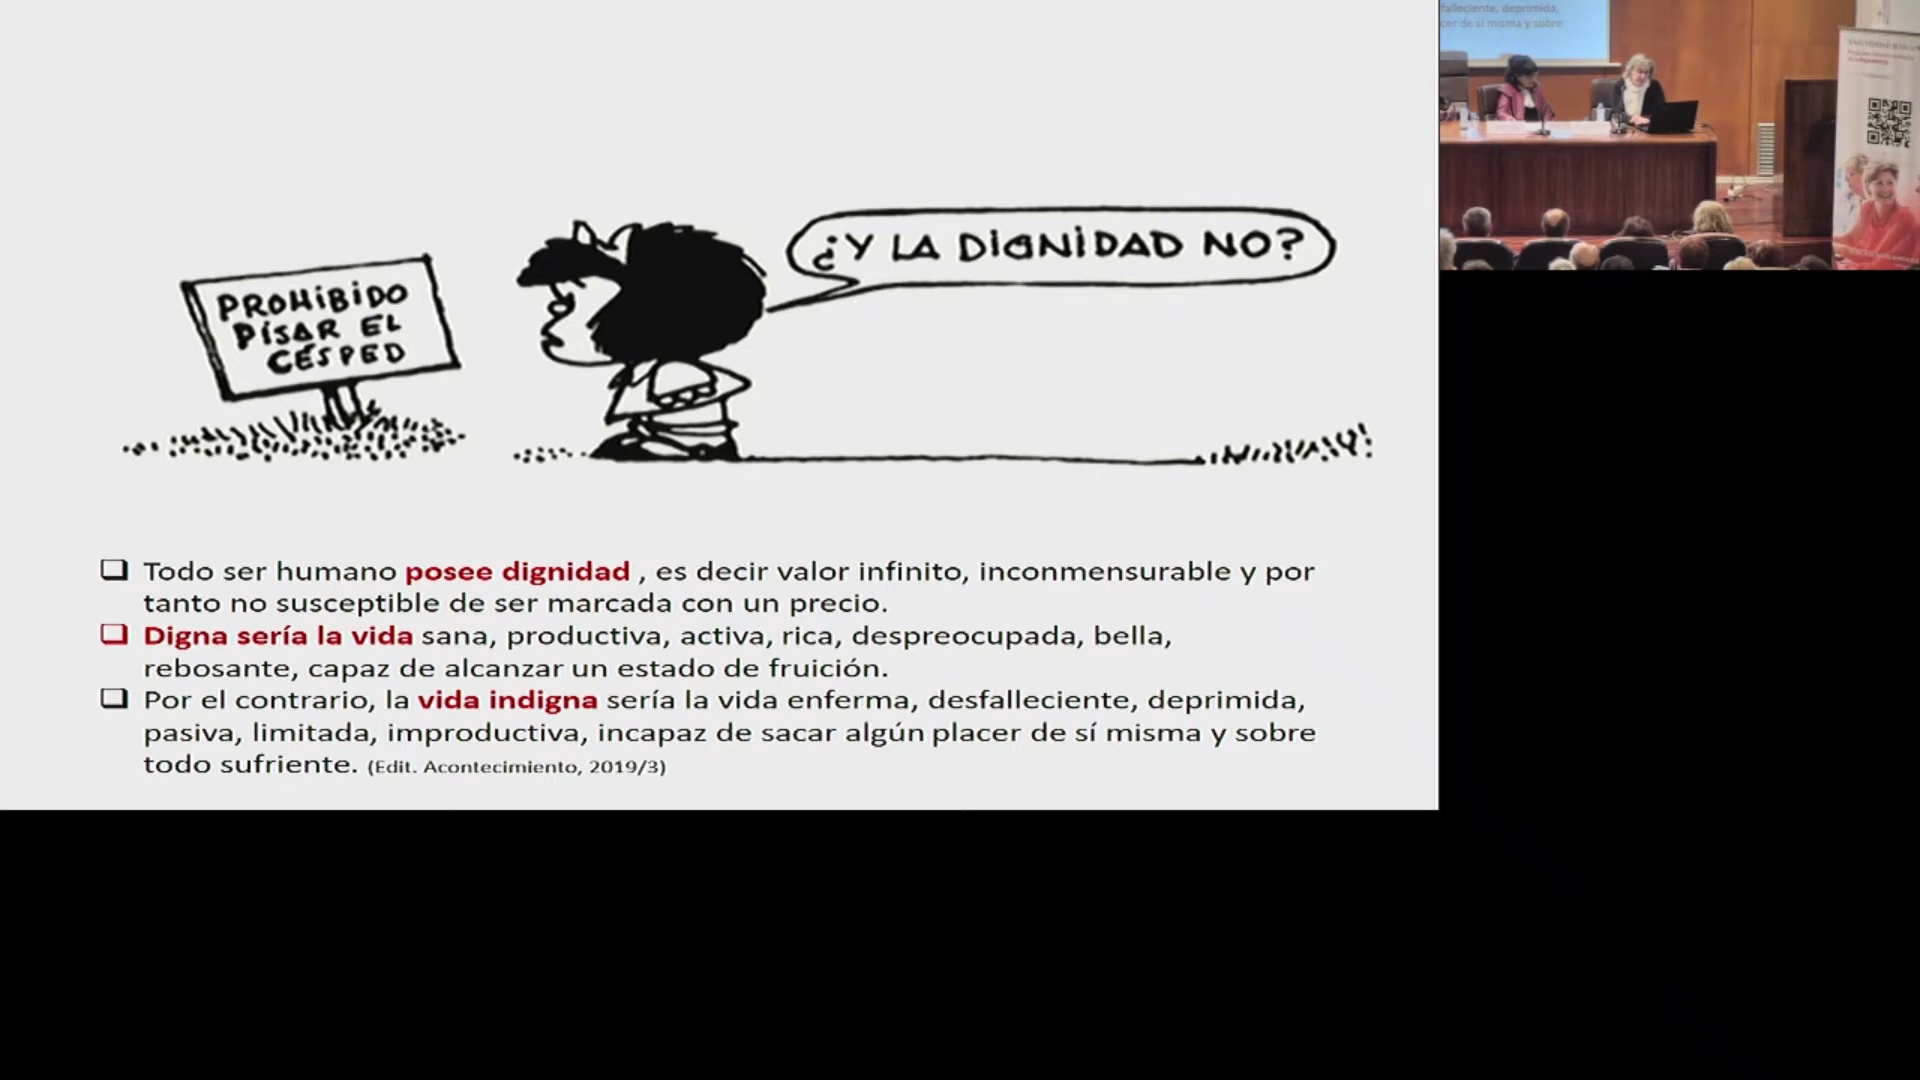 PROHIBIDO
PISAR EL
CÉSPED
¿Y LA DIGNIDAD NO?
Todo ser humano posee dignidad , es decir valor infinito, inconmensurable y por
tanto no susceptible de ser marcada con un precio.
Digna sería la vida sana, productiva, activa, rica, despreocupada, bella,
rebosante, capaz de alcanzar un estado de fruición.
Por el contrario, la vida indigna sería la vida enferma, desfalleciente, deprimida,
pasiva, limitada, improductiva, incapaz de sacar algún placer de sí misma y sobre
todo sufriente. (Edit. Acontecimiento, 2019/3)
falleciente, deprimida,
cer de sí misma y sobre